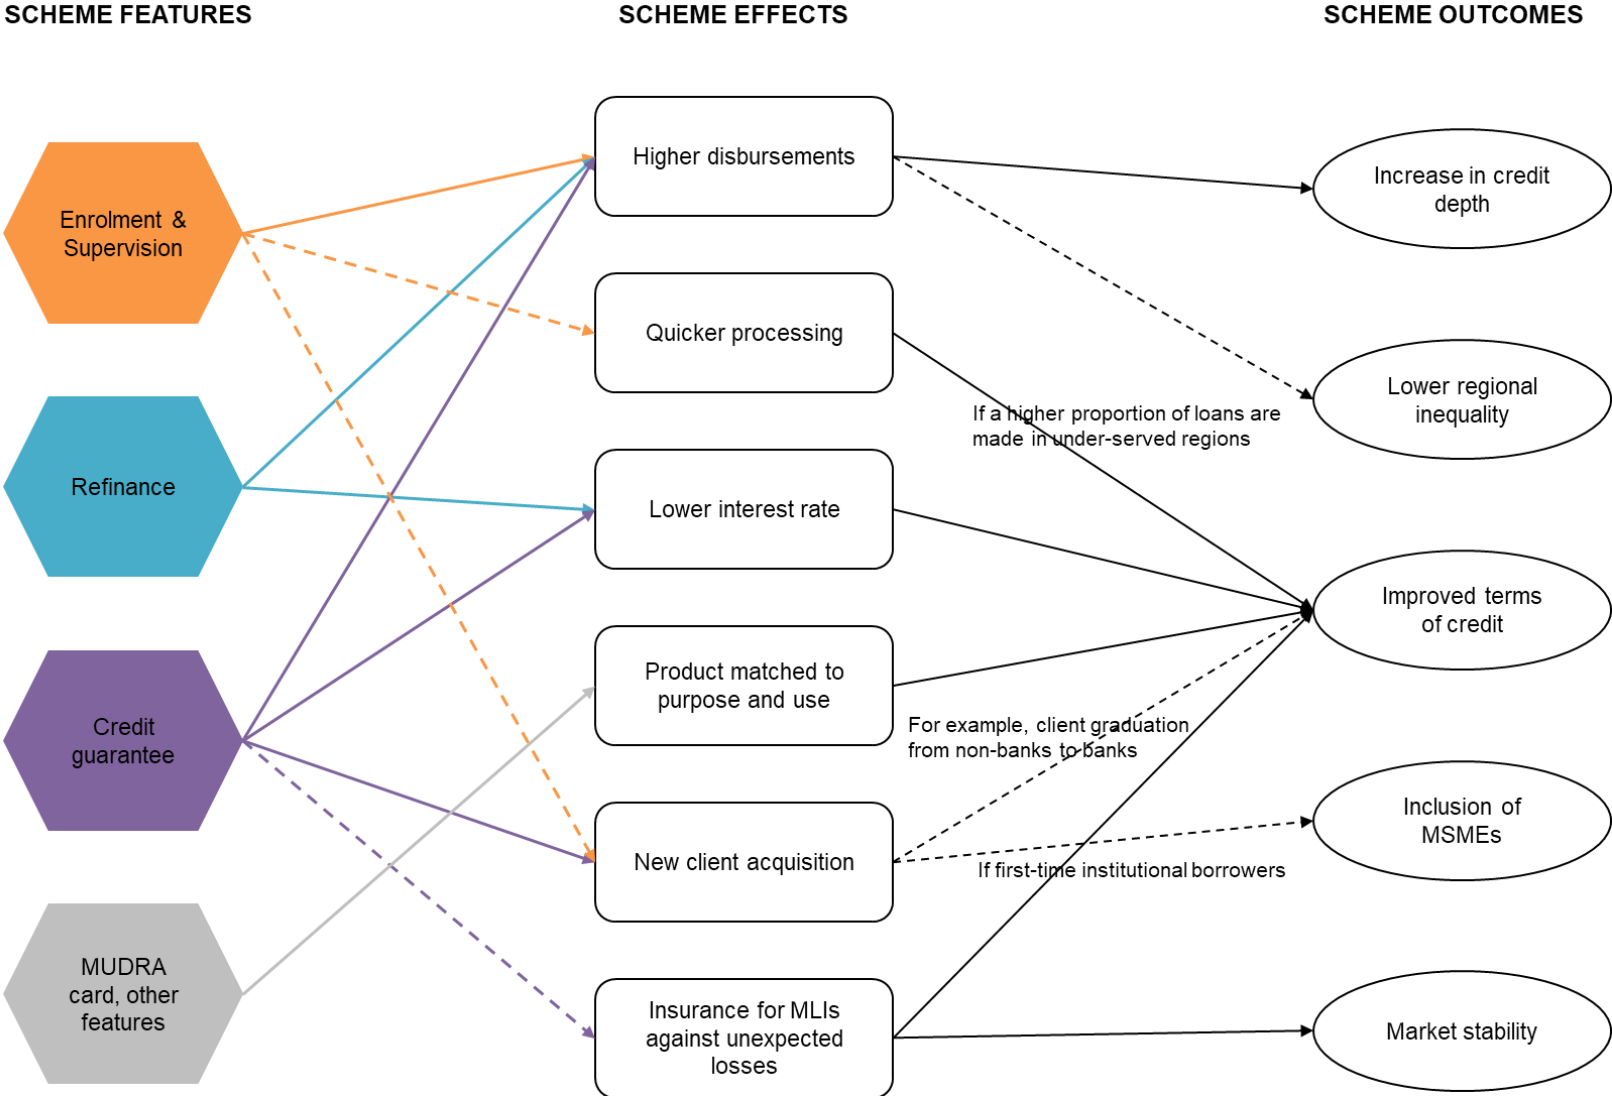 SCHEME FEATURES
SCHEME EFFECTS
SCHEME OUTCOMES
Enrolment &
Supervision
Refinance
Credit
guarantee
MUDRA
card, other
features
Higher disbursements
Quicker processing
Lower interest rate
Product matched to
purpose and use
New client acquisition
Insurance for MLIs
against unexpected
losses
If a higher proportion of loans are
made in under-served regions
For example, client graduation
from non-banks to banks
If first-time institutional borrowers
Increase in credit
depth
Lower regional
inequality
Improved terms
of credit
Inclusion of
MSMEs
Market stability